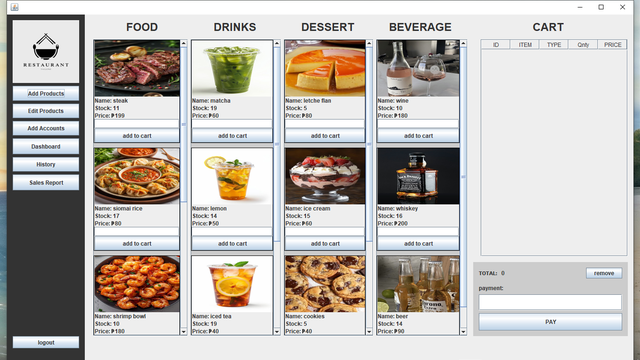 FOOD DRINKS DESSERT BEVERAGE CART
RESTAURANT
Add Products
Edit Products
Add Accounts
Dashboard
History
Sales Report
logout
Name: steak
Stock: 11
Price: ₱199
add to cart
Name: matcha
Stock: 19
Price: ₱60
add to cart
Name: letche flan
Stock: 5
Price: ₱80
add to cart
Name: wine
Stock: 10
Price: ₱180
add to cart
Name: siomai rice
Stock: 17
Price: ₱80
add to cart
Name: lemon
Stock: 14
Price: ₱50
add to cart
Name: ice cream
Stock: 15
Price: ₱60
add to cart
Name: whiskey
Stock: 16
Price: ₱200
add to cart
Name: shrimp bowl
Stock: 10
Price: ₱180
Name: iced tea
Stock: 19
Price: ₱40
Name: cookies
Stock: 5
Price: ₱40
Name: beer
Stock: 14
Price: ₱90
ID ITEM TYPE Qnty PRICE
TOTAL: 0
remove
payment:
PAY